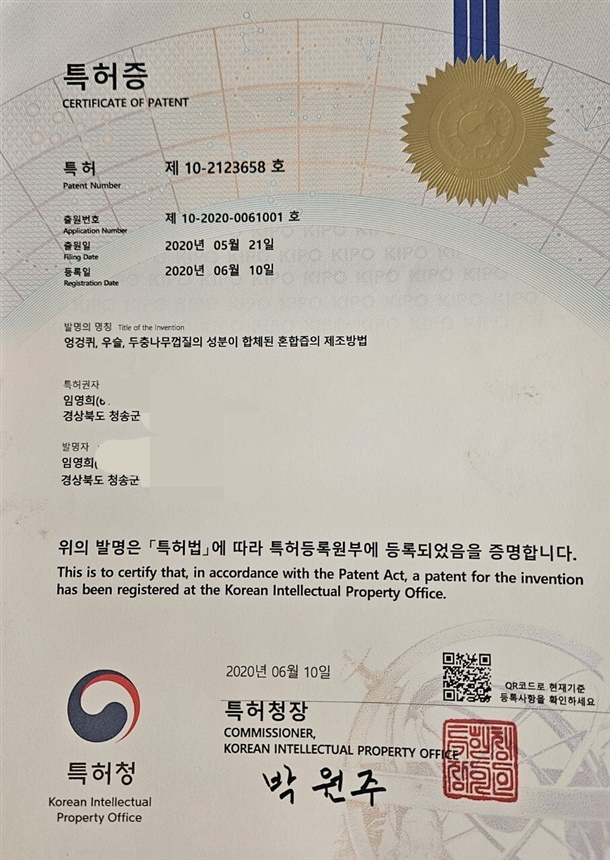 특허증
CERTIFICATE OF PATENT
특허 제 10-2123658 호
Patent Number
출원번호 제 10-2020-0061001 호
Application Number
출원일 2020년 05월 21일
Filing Date
등록일 2020년 06월 10일
Registration Date
발명의 명칭 Title of the Invention
엉겅퀴, 우슬, 두충나무껍질의 성분이 합체된 혼합즙의 제조방법
특허권자
임영희(6
경상북도 청송군
발명자
임영희(
경상북도 청송군
위의 발명은 「특허법」에 따라 특허등록원부에 등록되었음을 증명합니다.
This is to certify that, in accordance with the Patent Act, a patent for the invention
has been registered at the Korean Intellectual Property Office.
2020년 06월 10일
QR코드로 현재기준
등록사항을 확인하세요
특허청장
COMMISSIONER,
KOREAN INTELLECTUAL PROPERTY OFFICE
박원주
특허청
Korean Intellectual
Property Office
KIPO KIPO KIPO KIPO